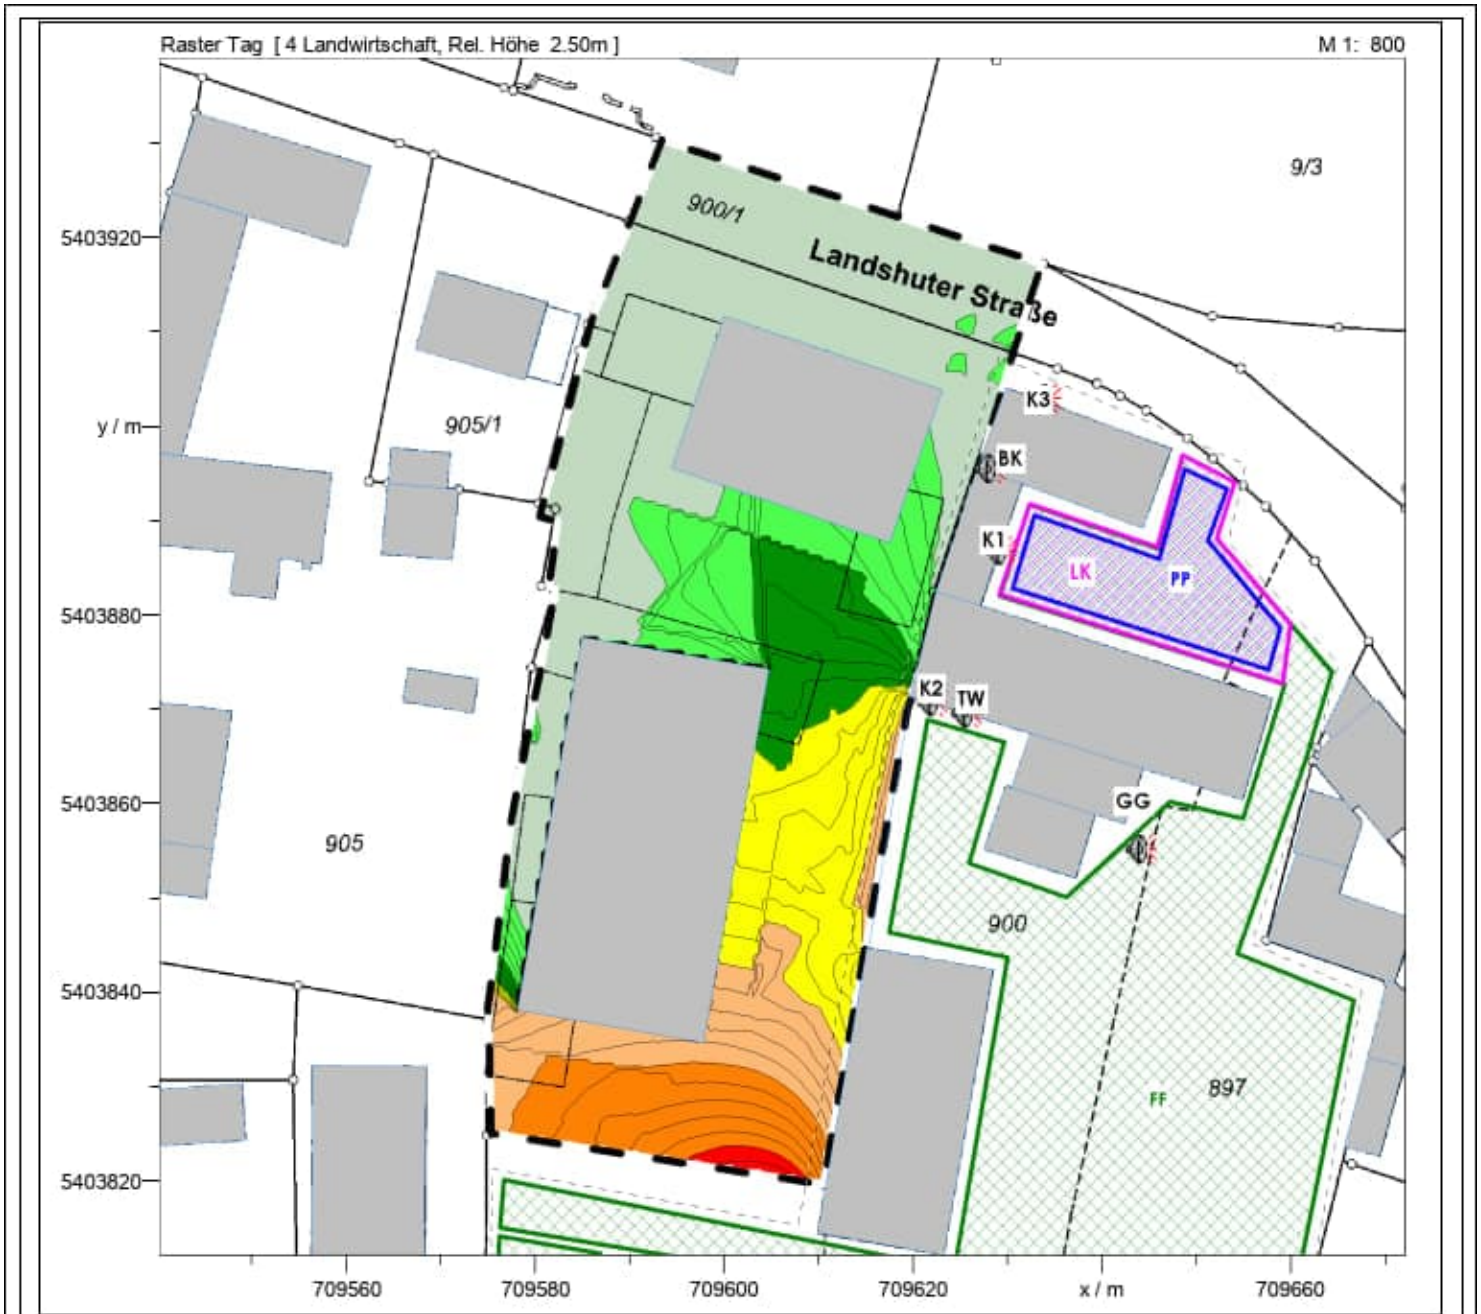 Raster Tag [ 4 Landwirtschaft, Rel. Höhe 2.50m ]
M 1: 800
9/3
900/1
5403920
Landshuter Straße
K3
y / m
905/1
BK
K1
LK
PP
5403880
K2
TW
5403860
GG
905
900
5403840
897
FF
5403820
709560
709580
709600
709620
x / m
709660